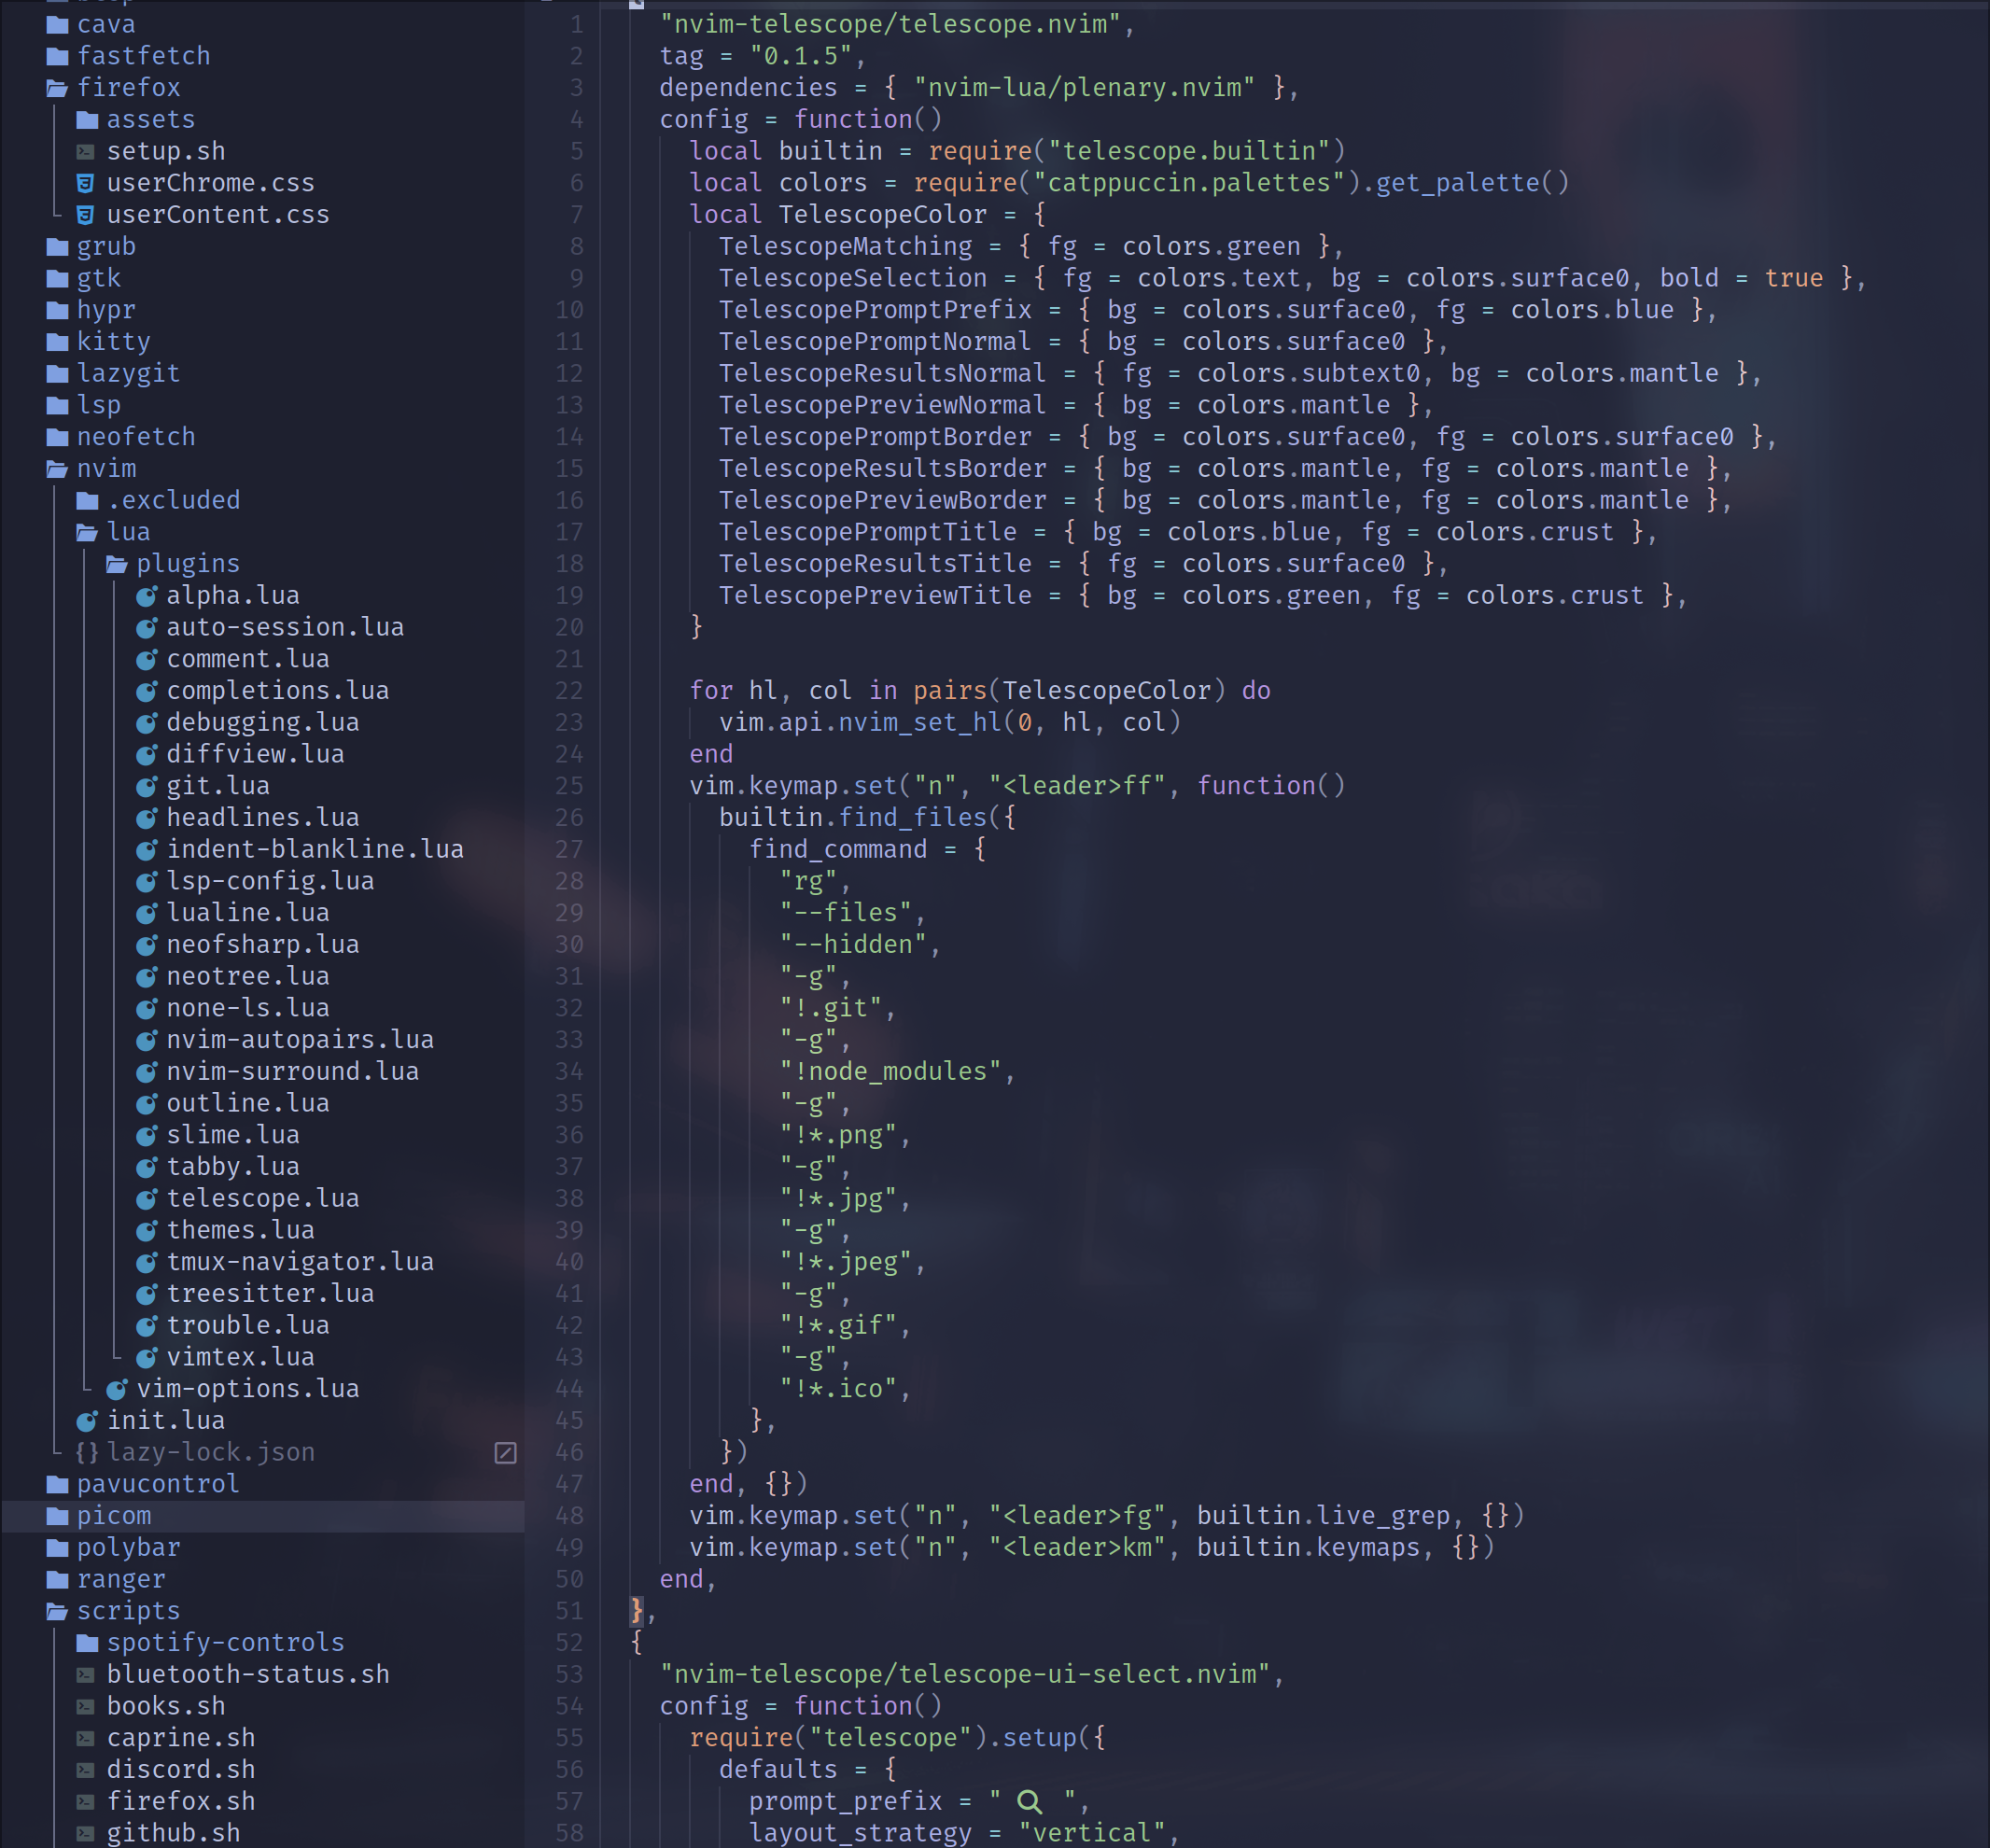 cava
fastfetch
firefox
assets
setup.sh
userChrome.css
userContent.css
grub
gtk
hypr
kitty
lazygit
lsp
neofetch
nvim
.excluded
lua
plugins
alpha.lua
auto-session.lua
comment.lua
completions.lua
debugging.lua
diffview.lua
git.lua
headlines.lua
indent-blankline.lua
lsp-config.lua
lualine.lua
neofsharp.lua
neotree.lua
none-ls.lua
nvim-autopairs.lua
nvim-surround.lua
outline.lua
slime.lua
tabby.lua
telescope.lua
themes.lua
tmux-navigator.lua
treesitter.lua
trouble.lua
vimtex.lua
vim-options.lua
init.lua
{} lazy-lock.json
pavucontrol
picom
polybar
ranger
scripts
spotify-controls
bluetooth-status.sh
books.sh
caprine.sh
discord.sh
firefox.sh
github.sh
{
1 "nvim-telescope/telescope.nvim",
2 tag = "0.1.5",
3 dependencies = { "nvim-lua/plenary.nvim" },
4 config = function()
5 local builtin = require("telescope.builtin")
6 local colors = require("catppuccin.palettes").get_palette()
7 local TelescopeColor = {
8 TelescopeMatching = { fg = colors.green },
9 TelescopeSelection = { fg = colors.text, bg = colors.surface0, bold = true },
10 TelescopePromptPrefix = { bg = colors.surface0, fg = colors.blue },
11 TelescopePromptNormal = { bg = colors.surface0 },
12 TelescopeResultsNormal = { fg = colors.subtext0, bg = colors.mantle },
13 TelescopePreviewNormal = { bg = colors.mantle },
14 TelescopePromptBorder = { bg = colors.surface0, fg = colors.surface0 },
15 TelescopeResultsBorder = { bg = colors.mantle, fg = colors.mantle },
16 TelescopePreviewBorder = { bg = colors.mantle, fg = colors.mantle },
17 TelescopePromptTitle = { bg = colors.blue, fg = colors.crust },
18 TelescopeResultsTitle = { fg = colors.surface0 },
19 TelescopePreviewTitle = { bg = colors.green, fg = colors.crust },
20 }
21
22 for hl, col in pairs(TelescopeColor) do
23 vim.api.nvim_set_hl(0, hl, col)
24 end
25 vim.keymap.set("n", "<leader>ff", function()
26 builtin.find_files({
27 find_command = {
28 "rg",
29 "--files",
30 "--hidden",
31 "-g",
32 "!.git",
33 "-g",
34 "!node_modules",
35 "-g",
36 "!*.png",
37 "-g",
38 "!*.jpg",
39 "-g",
40 "!*.jpeg",
41 "-g",
42 "!*.gif",
43 "-g",
44 "!*.ico",
45 },
46 })
47 end, {})
48 vim.keymap.set("n", "<leader>fg", builtin.live_grep, {})
49 vim.keymap.set("n", "<leader>km", builtin.keymaps, {})
50 end,
51 },
52 {
53 "nvim-telescope/telescope-ui-select.nvim",
54 config = function()
55 require("telescope").setup({
56 defaults = {
57 prompt_prefix = "  ",
58 layout_strategy = "vertical",